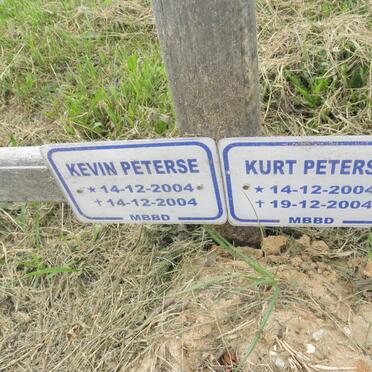 KEVIN PETERSE
★ 14-12-2004
† 14-12-2004
MBBD
KURT PETERS
★ 14-12-2004
† 19-12-2004
MBBD